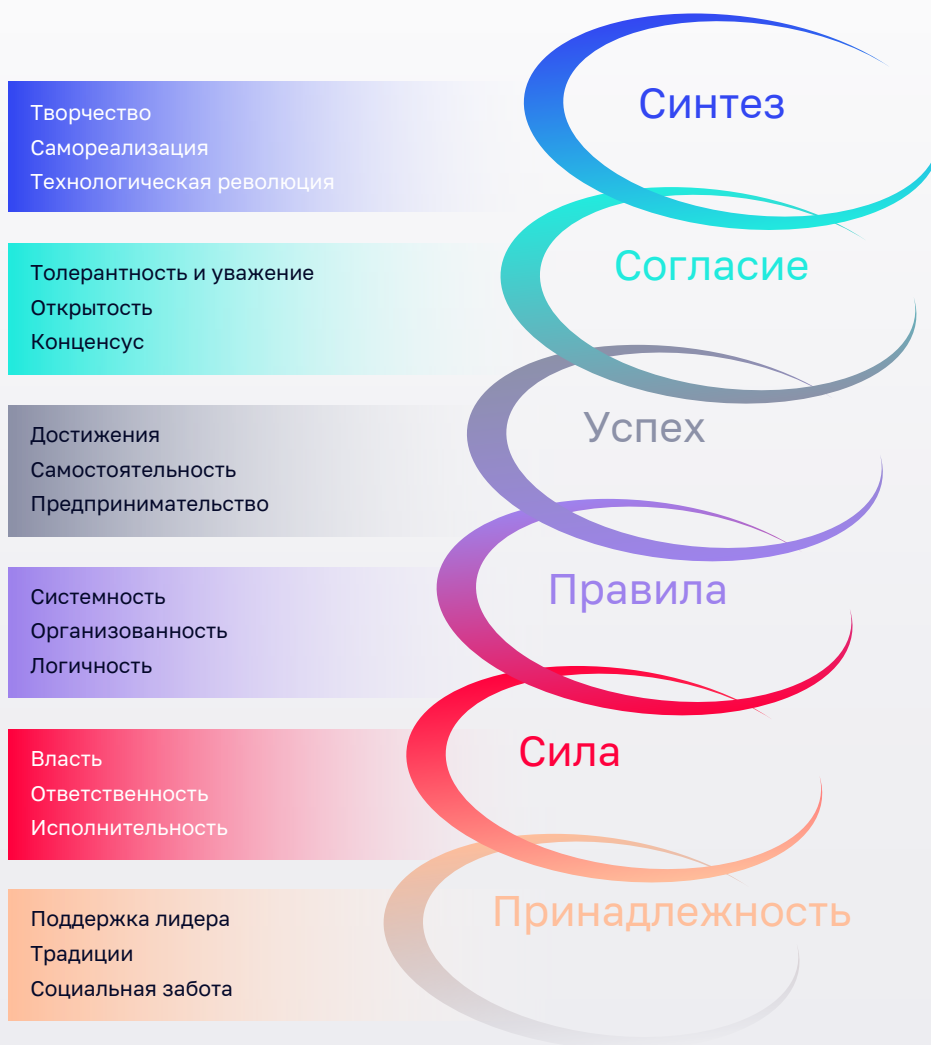 Синтез
Творчество
Самореализация
Технологическая революция
Согласие
Толерантность и уважение
Открытость
Конценсус
Успех
Достижения
Самостоятельность
Предпринимательство
Правила
Системность
Организованность
Логичность
Сила
Власть
Ответственность
Исполнительность
Принадлежность
Поддержка лидера
Традиции
Социальная забота